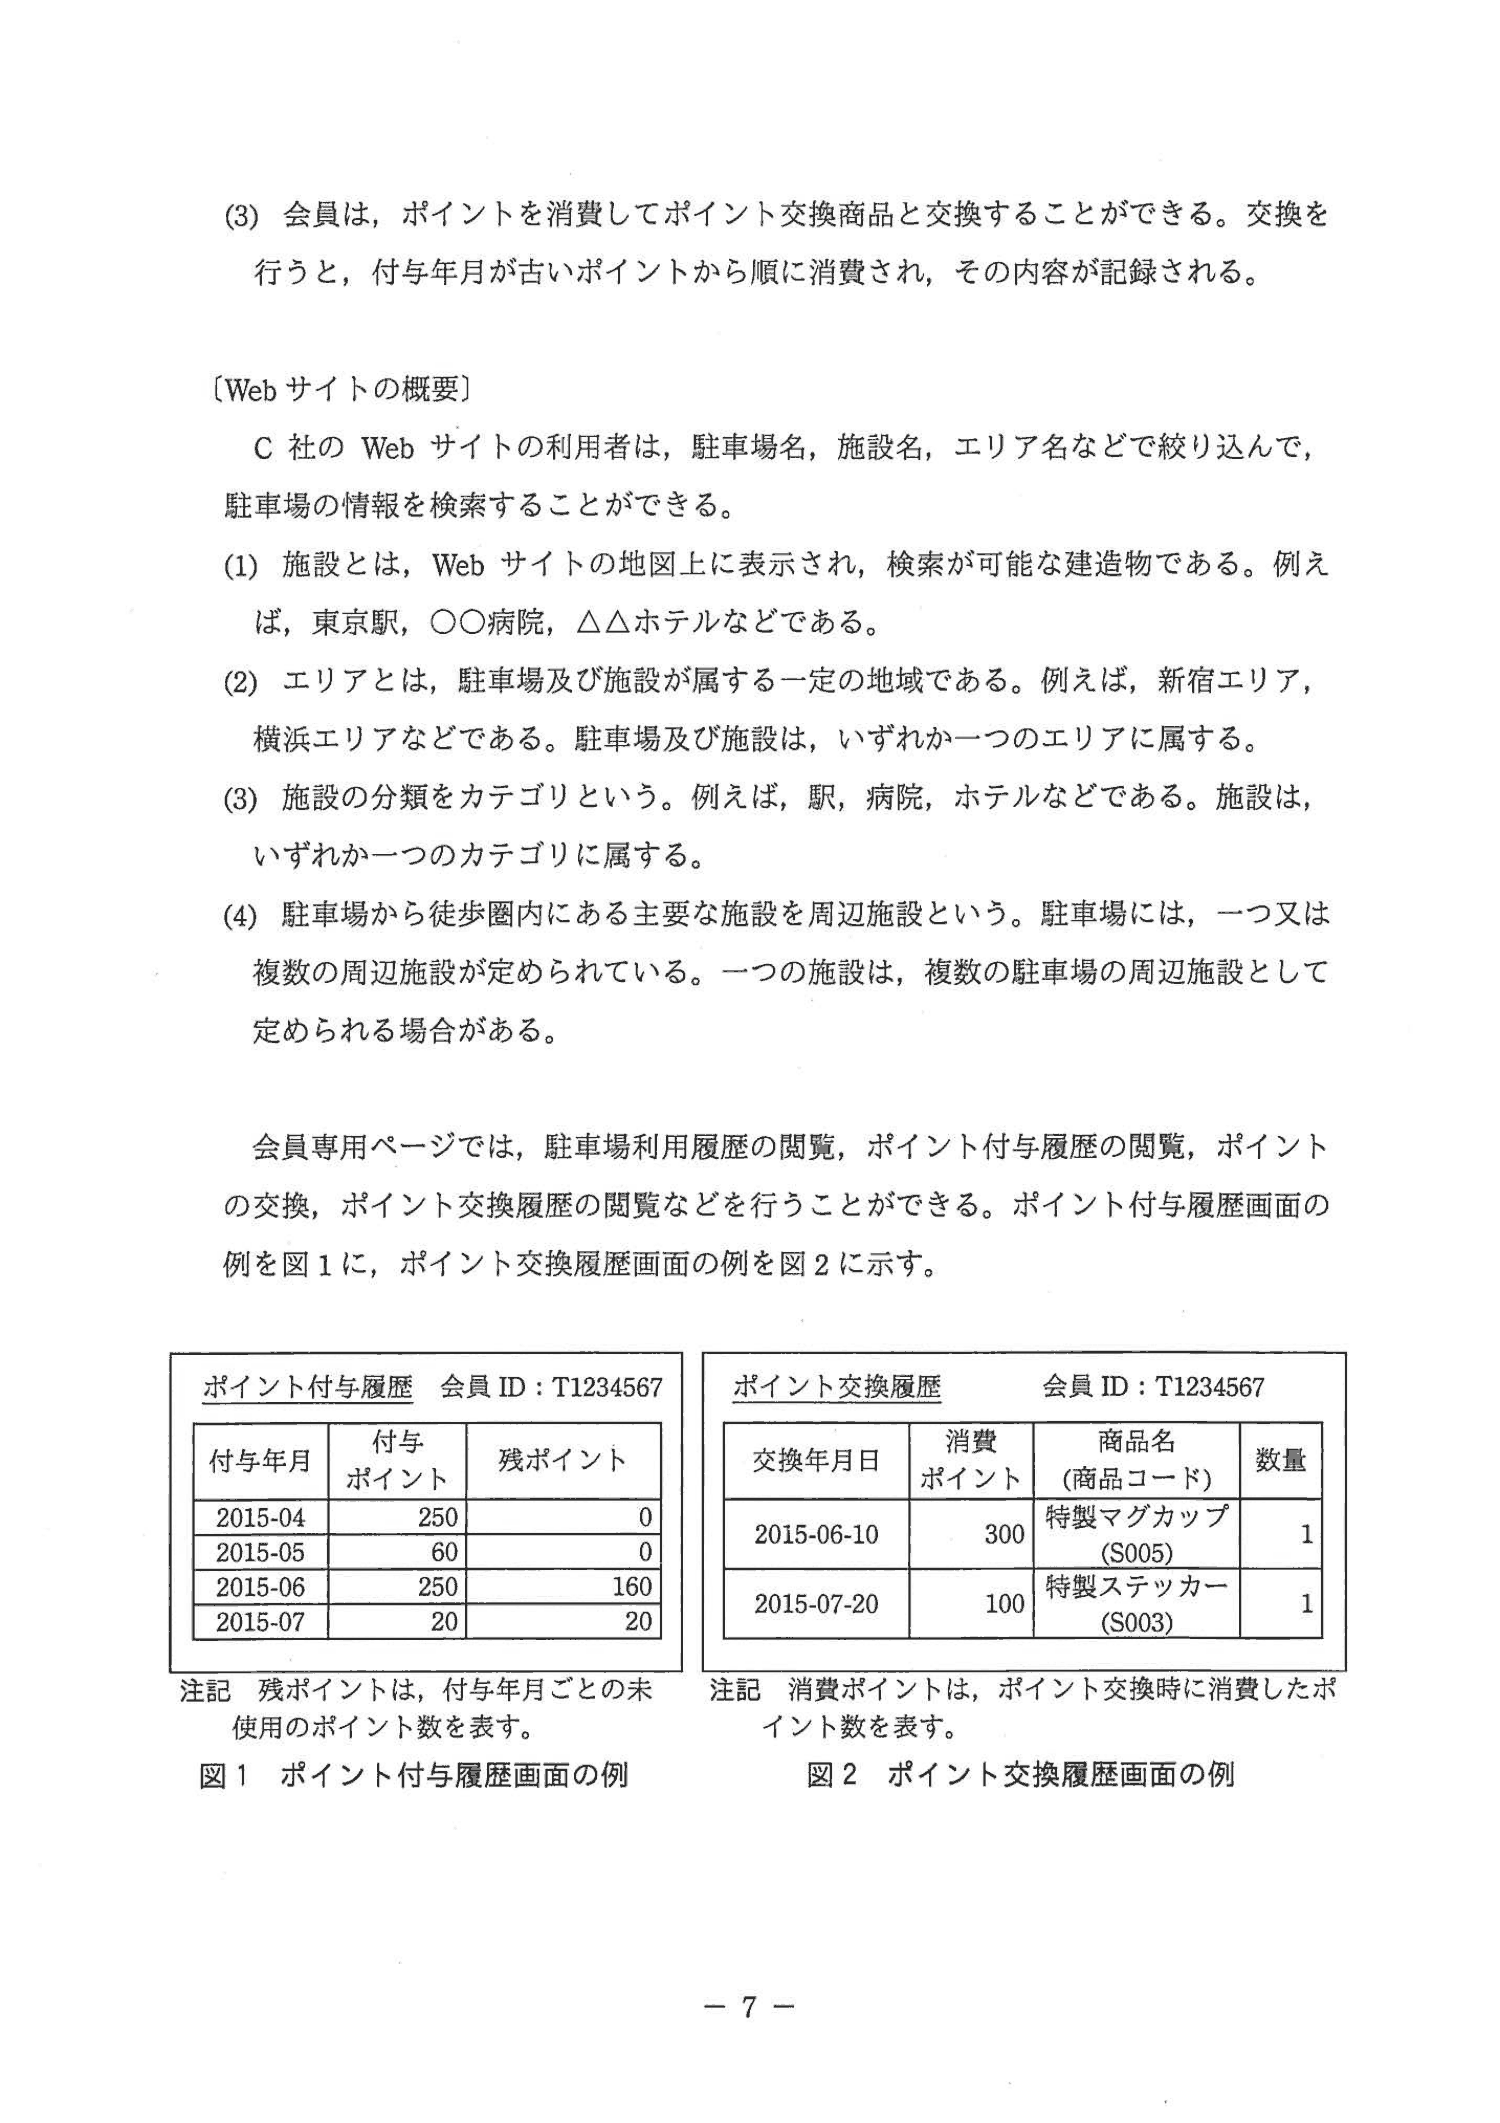 (3) 会員は，ポイントを消費してポイント交換商品と交換することができる。交換を
行うと，付与年月が古いポイントから順に消費され，その内容が記録される。
〔Web サイトの概要〕
C 社の Web サイトの利用者は，駐車場名，施設名，エリア名などで絞り込んで，
駐車場の情報を検索することができる。
(1) 施設とは，Web サイトの地図上に表示され，検索が可能な建造物である。例え
ば，東京駅，○○病院，△△ホテルなどである。
(2) エリアとは，駐車場及び施設が属する一定の地域である。例えば，新宿エリア，
横浜エリアなどである。駐車場及び施設は，いずれか一つのエリアに属する。
(3) 施設の分類をカテゴリという。例えば，駅，病院，ホテルなどである。施設は，
いずれか一つのカテゴリに属する。
(4) 駐車場から徒歩圏内にある主要な施設を周辺施設という。駐車場には，一つ又は
複数の周辺施設が定められている。一つの施設は，複数の駐車場の周辺施設として
定められる場合がある。
会員専用ページでは，駐車場利用履歴の閲覧，ポイント付与履歴の閲覧，ポイント
の交換，ポイント交換履歴の閲覧などを行うことができる。ポイント付与履歴画面の
例を図 1 に，ポイント交換履歴画面の例を図 2 に示す。
ポイント付与履歴 会員 ID：T1234567
付与年月 付与ポイント 残ポイント
2015-04 250 0
2015-05 60 0
2015-06 250 160
2015-07 20 20
注記 残ポイントは，付与年月ごとの未
使用のポイント数を表す。
図 1 ポイント付与履歴画面の例
ポイント交換履歴 会員 ID：T1234567
交換年月日 消費ポイント 商品名(商品コード) 数量
2015-06-10 300 特製マグカップ(S005) 1
2015-07-20 100 特製ステッカー(S003) 1
注記 消費ポイントは，ポイント交換時に消費したポ
イント数を表す。
図 2 ポイント交換履歴画面の例
－ 7 －